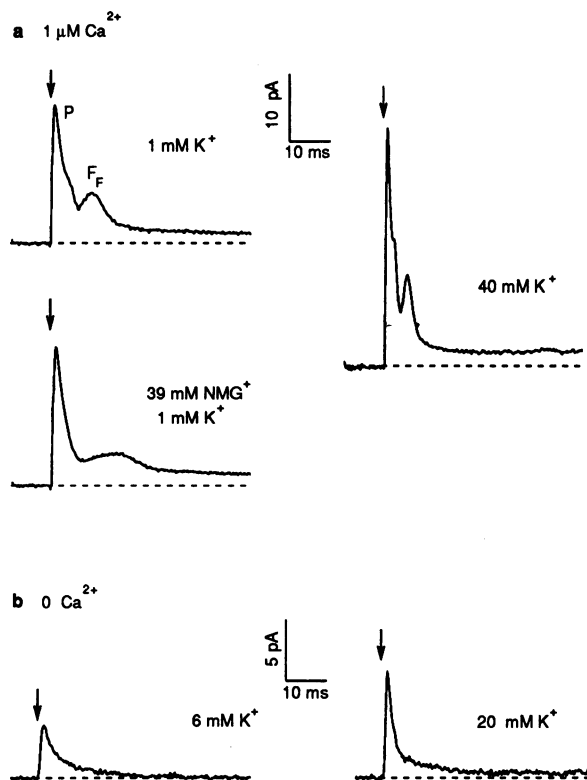 a 1 μM Ca²⁺
P
F_F
1 mM K⁺
10 pA
10 ms
40 mM K⁺
39 mM NMG⁺
1 mM K⁺
b 0 Ca²⁺
6 mM K⁺
5 pA
10 ms
20 mM K⁺